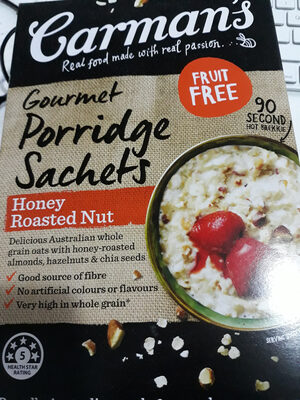 Carman's
Real food made with real passion.
FRUIT
FREE
Gourmet
Porridge
Sachets
90
SECOND
HOT BREKKIE
Honey
Roasted Nut
Delicious Australian whole
grain oats with honey-roasted
almonds, hazelnuts & chia seeds
✓ Good source of fibre
✓ No artificial colours or flavours
✓ Very high in whole grain*
SERVING
5
HEALTH STAR
RATING